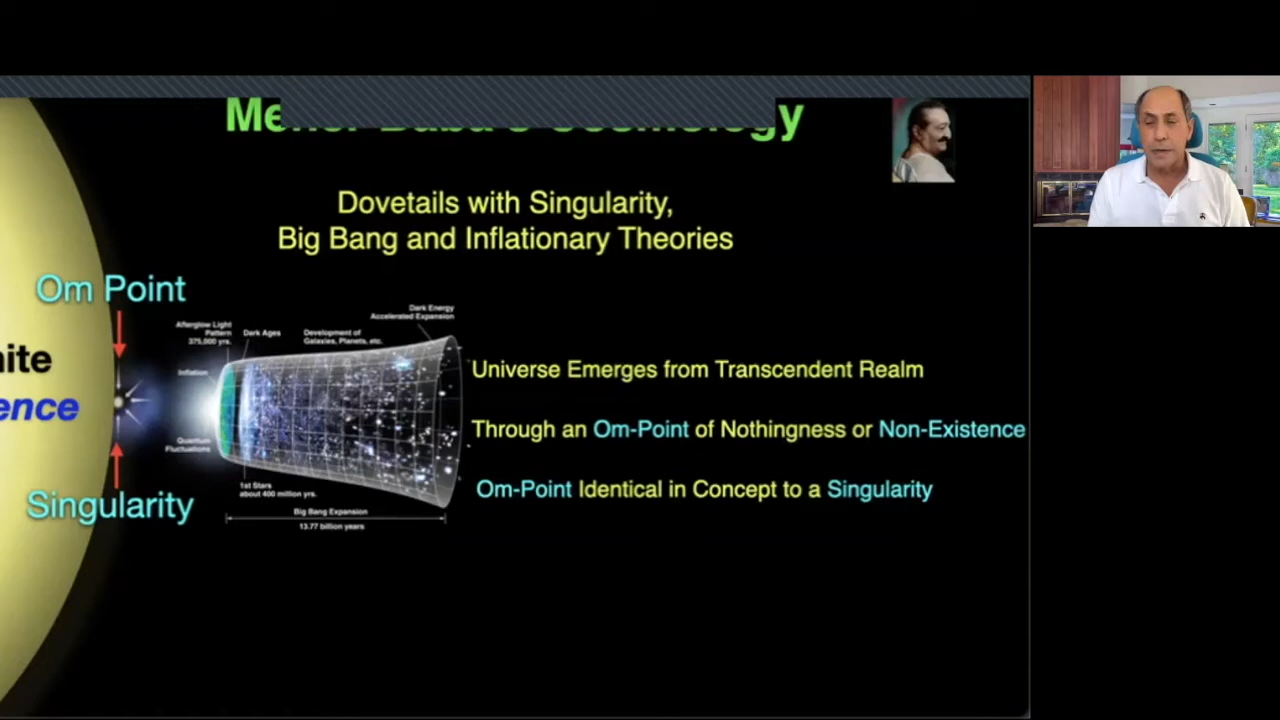 Meher Baba's Cosmology
Dovetails with Singularity,
Big Bang and Inflationary Theories
Om Point
Dark Energy
Accelerated Expansion
Afterglow Light
Pattern
375,000 yrs.
Dark Ages
Development of
Galaxies, Planets, etc.
Inflation
Universe Emerges from Transcendent Realm
Through an Om-Point of Nothingness or Non-Existence
Quantum
Fluctuations
Om-Point Identical in Concept to a Singularity
1st Stars
about 400 million yrs.
Singularity
Big Bang Expansion
13.77 billion years